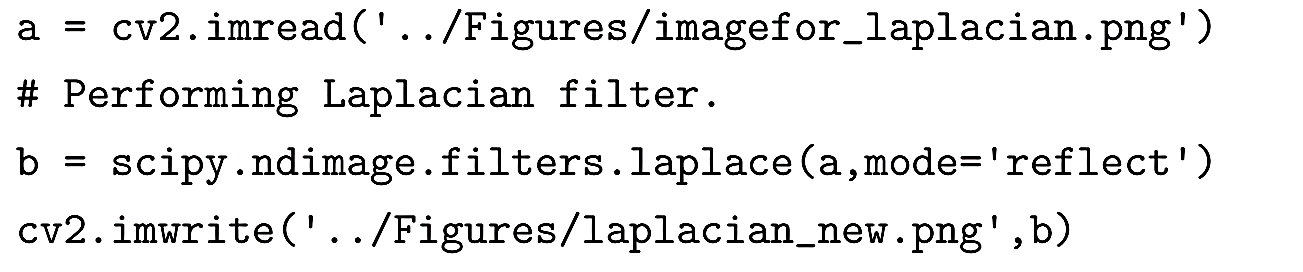 a = cv2.imread('../Figures/imagefor_laplacian.png')
# Performing Laplacian filter.
b = scipy.ndimage.filters.laplace(a,mode='reflect')
cv2.imwrite('../Figures/laplacian_new.png',b)